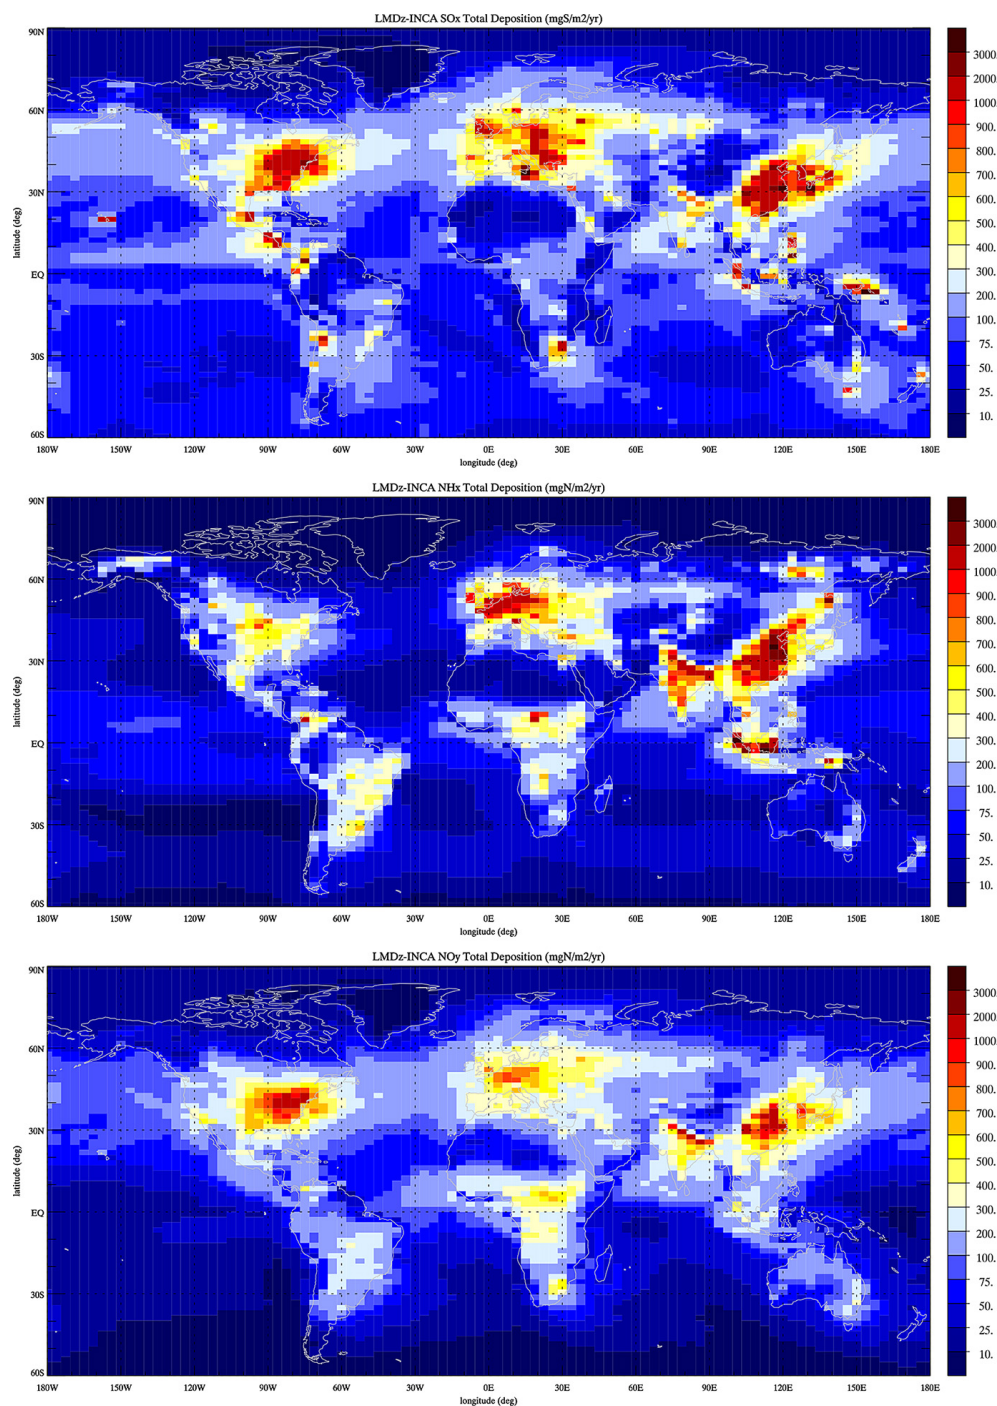 LMDz-INCA SOx Total Deposition (mgS/m2/yr)
90N
60N
30N
EQ
30S
60S
latitude (deg)
180W 150W 120W 90W 60W 30W 0E 30E 60E 90E 120E 150E 180E
longitude (deg)
3000
2000
1000
800.
700.
600.
500.
400.
300.
200.
100.
75.
50.
25.
10.
LMDz-INCA NHx Total Deposition (mgN/m2/yr)
90N
60N
30N
EQ
30S
60S
latitude (deg)
180W 150W 120W 90W 60W 30W 0E 30E 60E 90E 120E 150E 180E
longitude (deg)
3000
2000
1000
900.
800.
700.
600.
500.
400.
300.
200.
100.
75.
50.
25.
10.
LMDz-INCA NOy Total Deposition (mgN/m2/yr)
90N
60N
30N
EQ
30S
60S
latitude (deg)
180W 150W 120W 90W 60W 30W 0E 30E 60E 90E 120E 150E 180E
longitude (deg)
3000
2000
1000
900.
800.
700.
600.
500.
400.
300.
200.
100.
75.
50.
25.
10.